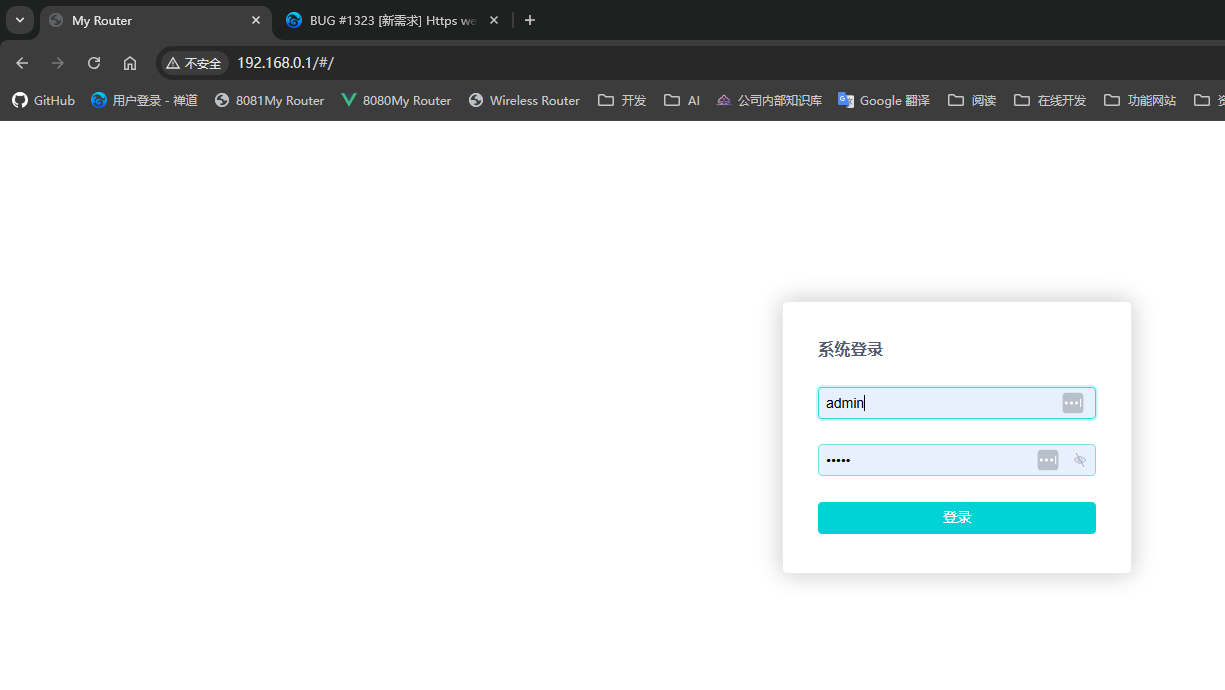 My Router
BUG #1323 [新需求] Https we
不安全 192.168.0.1/#/
GitHub 用户登录 - 禅道 8081My Router 8080My Router Wireless Router 开发 AI 公司内部知识库 Google 翻译 阅读 在线开发 功能网站
系统登录
admin
•••••
登录